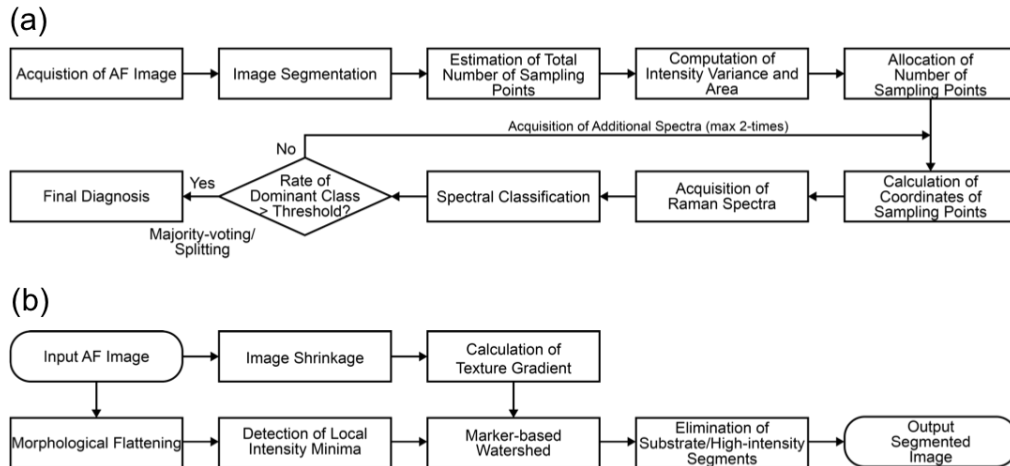 (a)
Acquistion of AF Image
Image Segmentation
Estimation of Total
Number of Sampling
Points
Computation of
Intensity Variance and
Area
Allocation of
Number of
Sampling Points
Acquisition of Additional Spectra (max 2-times)
No
Final Diagnosis
Yes
Rate of
Dominant Class
> Threshold?
Spectral Classification
Acquisition of
Raman Spectra
Calculation of
Coordinates of
Sampling Points
Majority-voting/
Splitting
(b)
Input AF Image
Image Shrinkage
Calculation of
Texture Gradient
Morphological Flattening
Detection of Local
Intensity Minima
Marker-based
Watershed
Elimination of
Substrate/High-intensity
Segments
Output
Segmented
Image